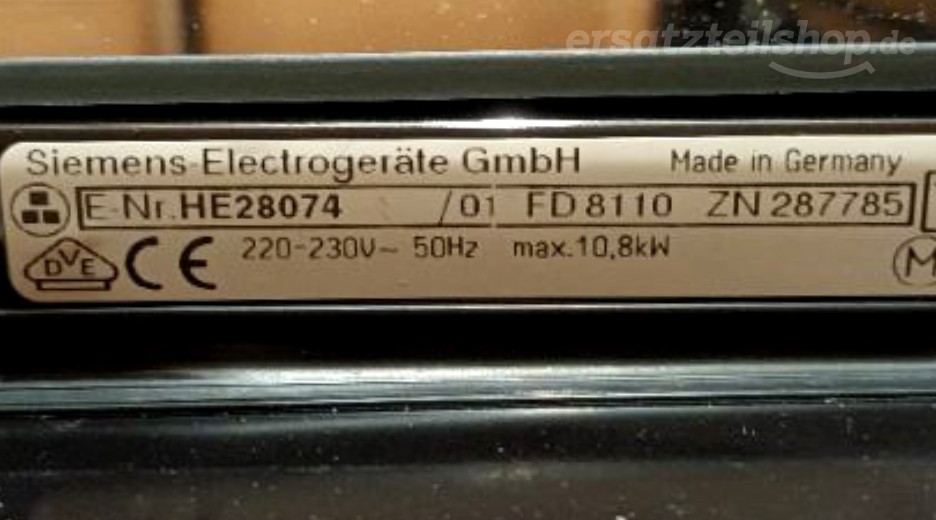 ersatzteilshop.de
Siemens-Electrogeräte GmbH Made in Germany
E-Nr. HE28074 /01 FD 8110 ZN 287785
DVE CE 220-230V~ 50Hz max.10,8kW M